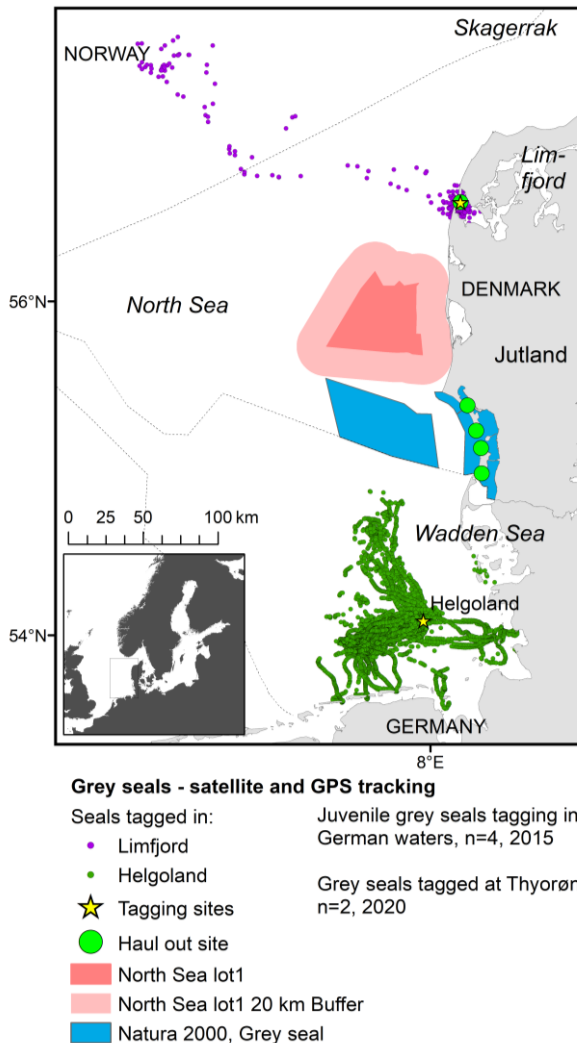 Skagerrak
NORWAY
Lim-
fjord
56°N
North Sea
DENMARK
Jutland
0 25 50 100 km
Wadden Sea
Helgoland
54°N
GERMANY
8°E
Grey seals - satellite and GPS tracking
Seals tagged in:
Limfjord
Helgoland
Tagging sites
Haul out site
North Sea lot1
North Sea lot1 20 km Buffer
Natura 2000, Grey seal
Juvenile grey seals tagging in
German waters, n=4, 2015
Grey seals tagged at Thyorøn
n=2, 2020